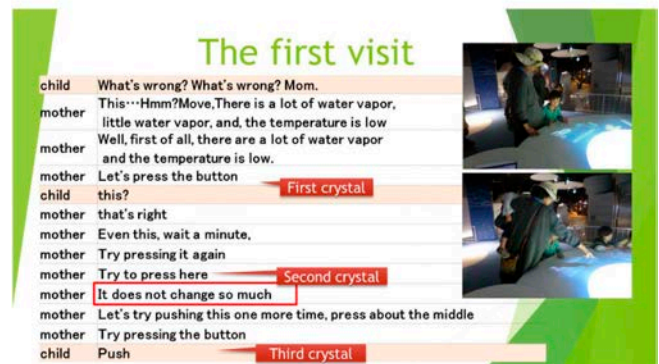 The first visit
child What's wrong? What's wrong? Mom.
mother This…Hmm?Move,There is a lot of water vapor,
little water vapor, and, the temperature is low
mother Well, first of all, there are a lot of water vapor
and the temperature is low.
mother Let's press the button
First crystal
child this?
mother that's right
mother Even this, wait a minute,
mother Try pressing it again
mother Try to press here
Second crystal
mother It does not change so much
mother Let's try pushing this one more time, press about the middle
mother Try pressing the button
child Push
Third crystal